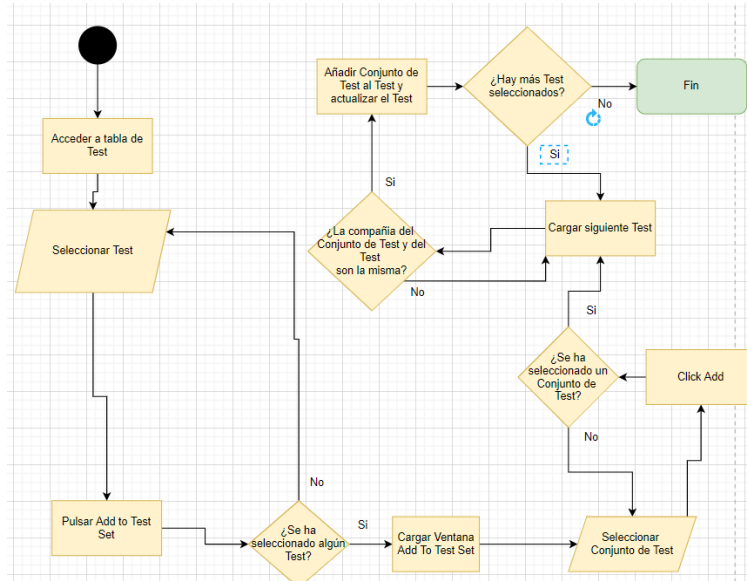 Añadir Conjunto de
Test al Test y
actualizar el Test
¿Hay más Test
seleccionados?
Fin
No
Si
Acceder a tabla de
Test
Si
Seleccionar Test
¿La compañia del
Conjunto de Test y del
Test
son la misma?
Cargar siguiente Test
No
Si
¿Se ha
seleccionado un
Conjunto de
Test?
Click Add
No
No
Pulsar Add to Test
Set
¿Se ha
seleccionado algún
Test?
Si
Cargar Ventana
Add To Test Set
Seleccionar
Conjunto de Test